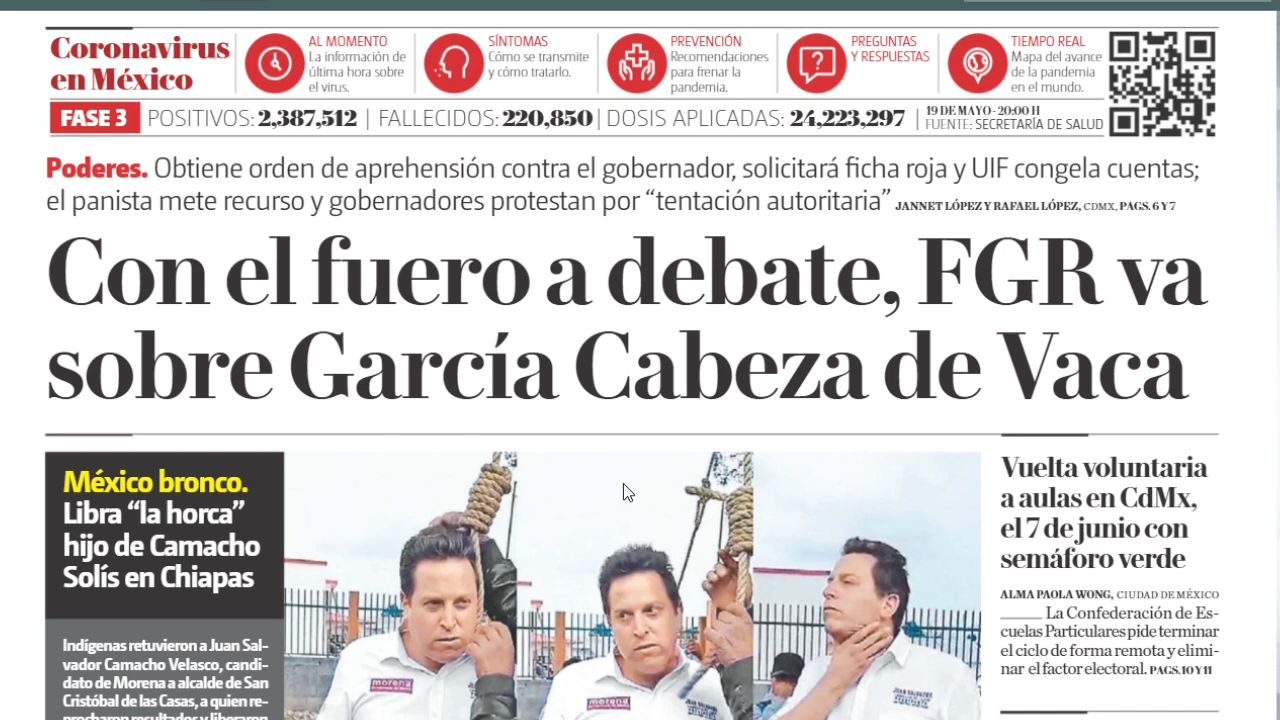 Coronavirus
en México
AL MOMENTO
La información de
última hora sobre
el virus.
SÍNTOMAS
Cómo se transmite
y cómo tratarlo.
PREVENCIÓN
Recomendaciones
para frenar la
pandemia.
PREGUNTAS
Y RESPUESTAS
TIEMPO REAL
Mapa del avance
de la pandemia
en el mundo.
FASE 3 POSITIVOS: 2,387,512 | FALLECIDOS: 220,850 | DOSIS APLICADAS: 24,223,297
19 DE MAYO - 20:00 H
FUENTE: SECRETARÍA DE SALUD
Poderes. Obtiene orden de aprehensión contra el gobernador, solicitará ficha roja y UIF congela cuentas;
el panista mete recurso y gobernadores protestan por “tentación autoritaria” JANNET LÓPEZ Y RAFAEL LÓPEZ, CDMX, PAGS. 6 Y 7
Con el fuero a debate, FGR va
sobre García Cabeza de Vaca
México bronco.
Libra “la horca”
hijo de Camacho
Solís en Chiapas
Indígenas retuvieron a Juan Sal-
vador Camacho Velasco, candi-
dato de Morena a alcalde de San
Cristóbal de las Casas, a quien re-
procharon resultados y liberaron
morena
morena
JUAN SALVADOR
Vuelta voluntaria
a aulas en CdMx,
el 7 de junio con
semáforo verde
ALMA PAOLA WONG, CIUDAD DE MÉXICO
La Confederación de Es-
cuelas Particulares pide terminar
el ciclo de forma remota y elimi-
nar el factor electoral. PAGS. 10 Y 11